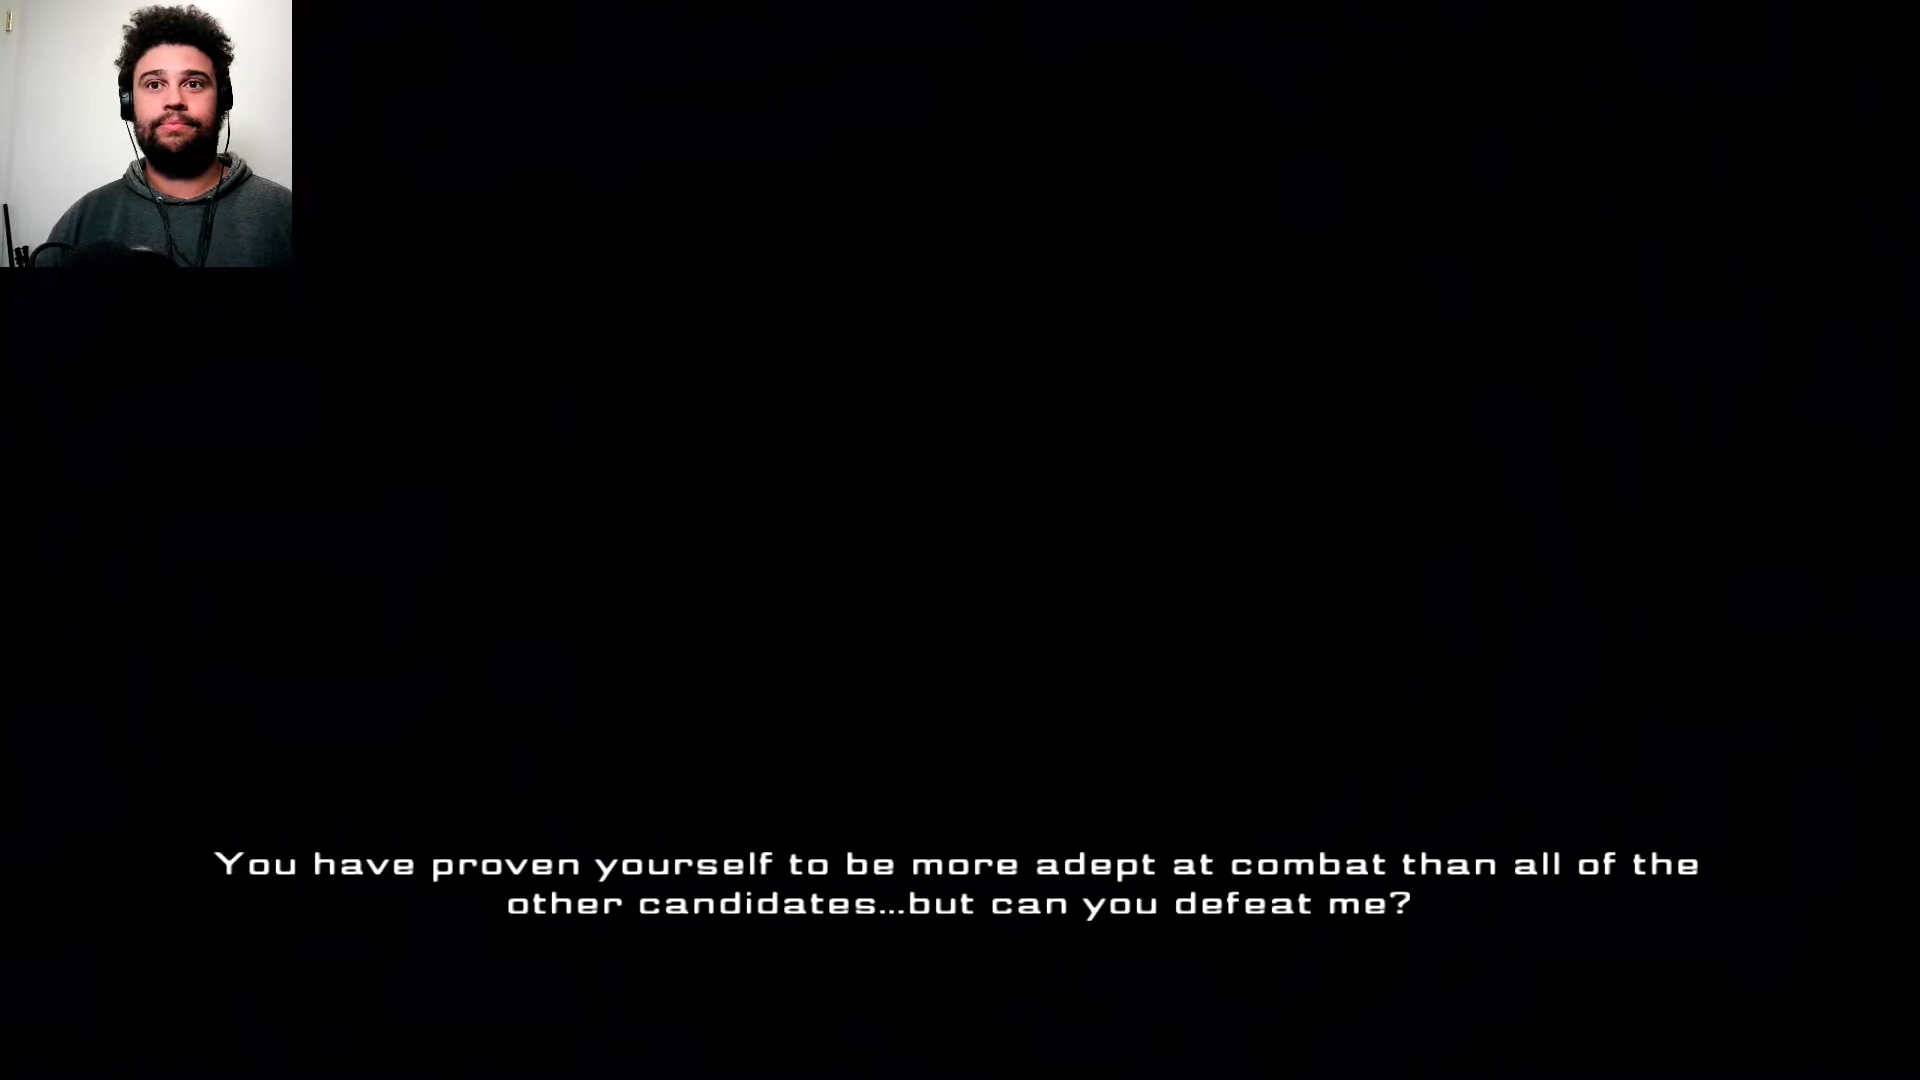 You have proven yourself to be more adept at combat than all of the
other candidates...but can you defeat me?